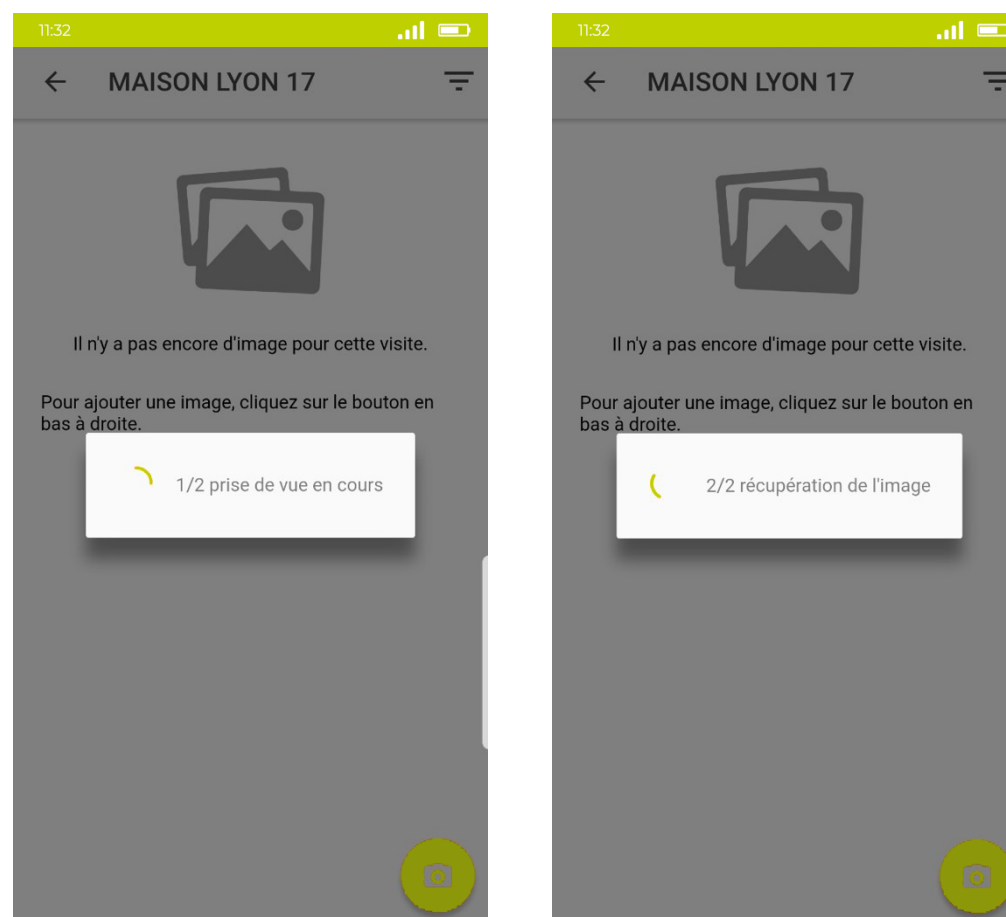 11:32
MAISON LYON 17
Il n'y a pas encore d'image pour cette visite.
Pour ajouter une image, cliquez sur le bouton en
bas à droite.
1/2 prise de vue en cours
11:32
MAISON LYON 17
Il n'y a pas encore d'image pour cette visite.
Pour ajouter une image, cliquez sur le bouton en
bas à droite.
2/2 récupération de l'image